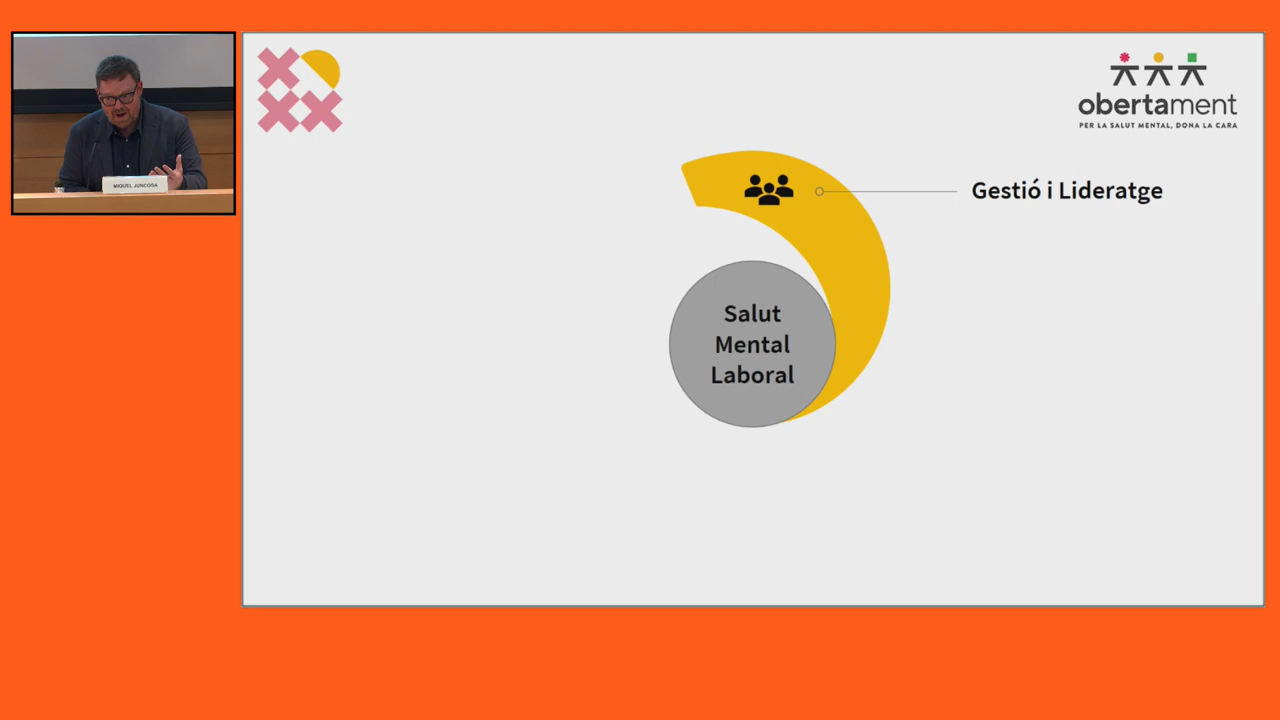 MIQUEL JUNCOSA
obertament
PER LA SALUT MENTAL, DONA LA CARA
Gestió i Lideratge
Salut
Mental
Laboral